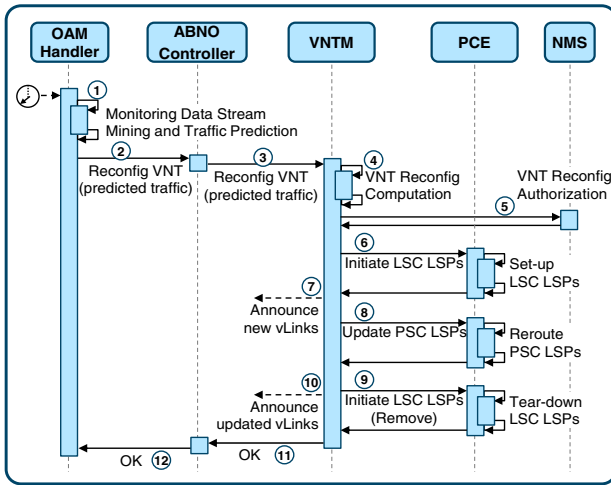 OAM
Handler
ABNO
Controller
VNTM
PCE
NMS
1
Monitoring Data Stream
Mining and Traffic Prediction
2
Reconfig VNT
(predicted traffic)
3
Reconfig VNT
(predicted traffic)
4
VNT Reconfig
Computation
VNT Reconfig
Authorization
5
6
Initiate LSC LSPs
Set-up
LSC LSPs
7
Announce
new vLinks
8
Update PSC LSPs
Reroute
PSC LSPs
9
Initiate LSC LSPs
(Remove)
Tear-down
LSC LSPs
10
Announce
updated vLinks
OK 11
OK 12